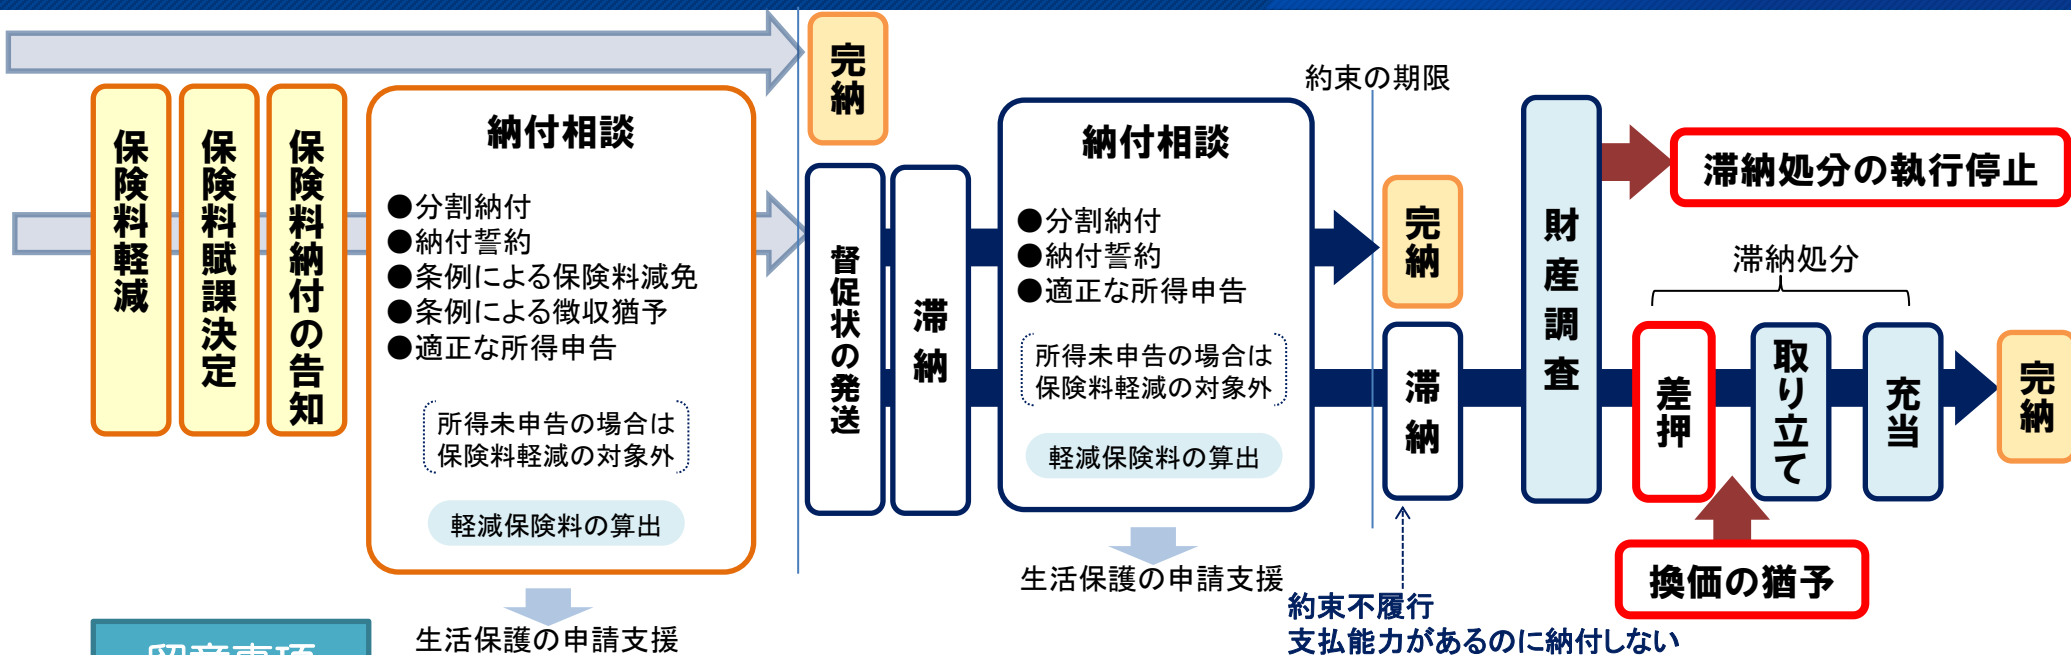 保険料軽減
保険料賦課決定
保険料納付の告知
納付相談
●分割納付
●納付誓約
●条例による保険料減免
●条例による徴収猶予
●適正な所得申告
所得未申告の場合は
保険料軽減の対象外
軽減保険料の算出
生活保護の申請支援
完納
督促状の発送
滞納
納付相談
●分割納付
●納付誓約
●適正な所得申告
所得未申告の場合は
保険料軽減の対象外
軽減保険料の算出
生活保護の申請支援
約束の期限
完納
滞納
約束不履行
支払能力があるのに納付しない
財産調査
滞納処分の執行停止
滞納処分
差押
取り立て
充当
換価の猶予
完納
留意事項